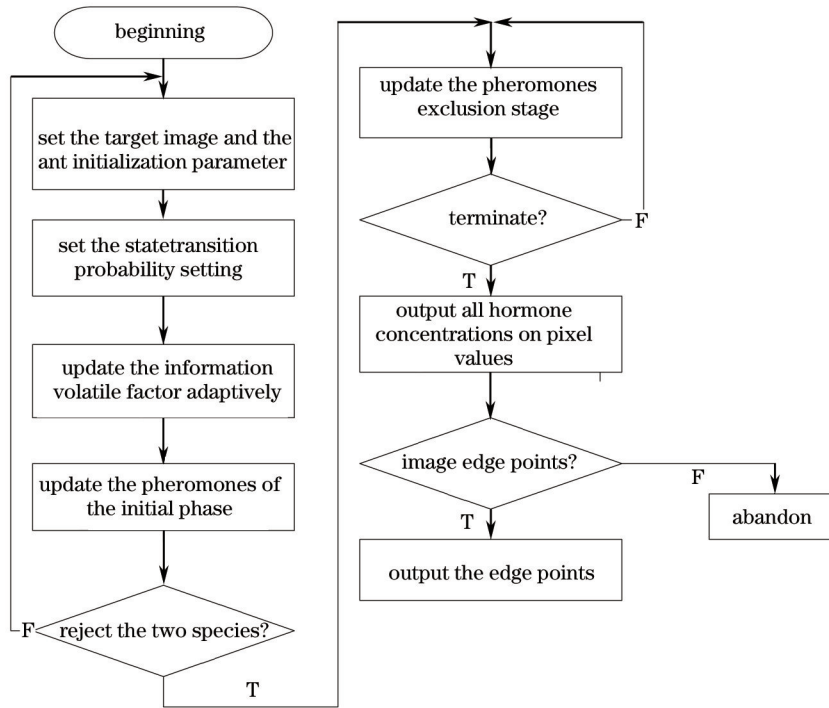 beginning
set the target image and the
ant initialization parameter
set the statetransition
probability setting
update the information
volatile factor adaptively
update the pheromones of
the initial phase
reject the two species?
F
T
update the pheromones
exclusion stage
terminate?
F
T
output all hormone
concentrations on pixel
values
image edge points?
F
T
abandon
output the edge points